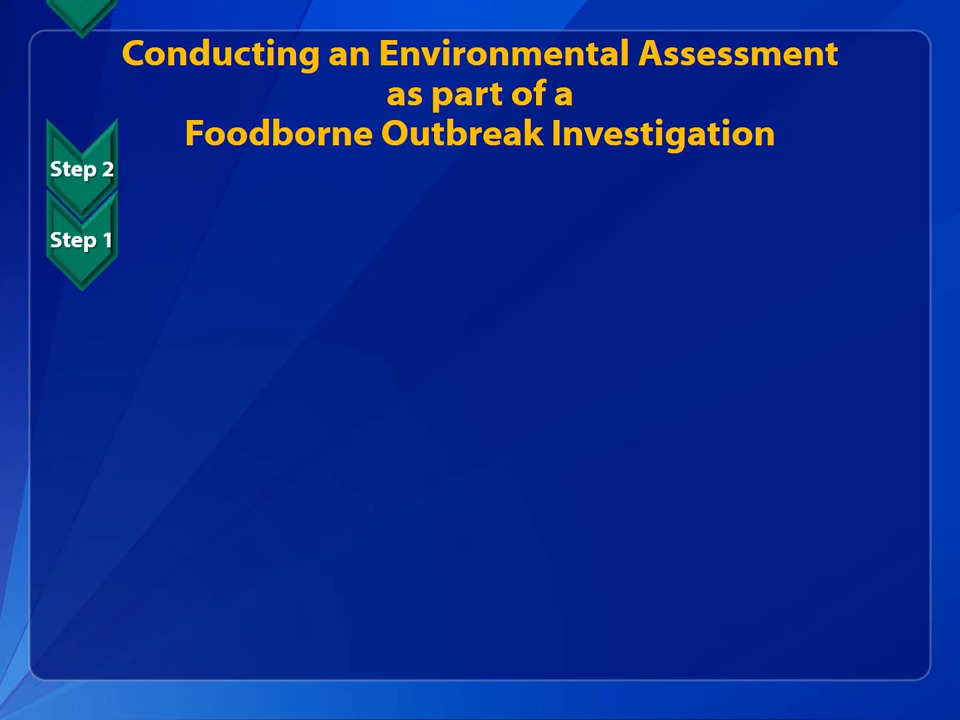 Conducting an Environmental Assessment
as part of a
Foodborne Outbreak Investigation
Step 2
Step 1